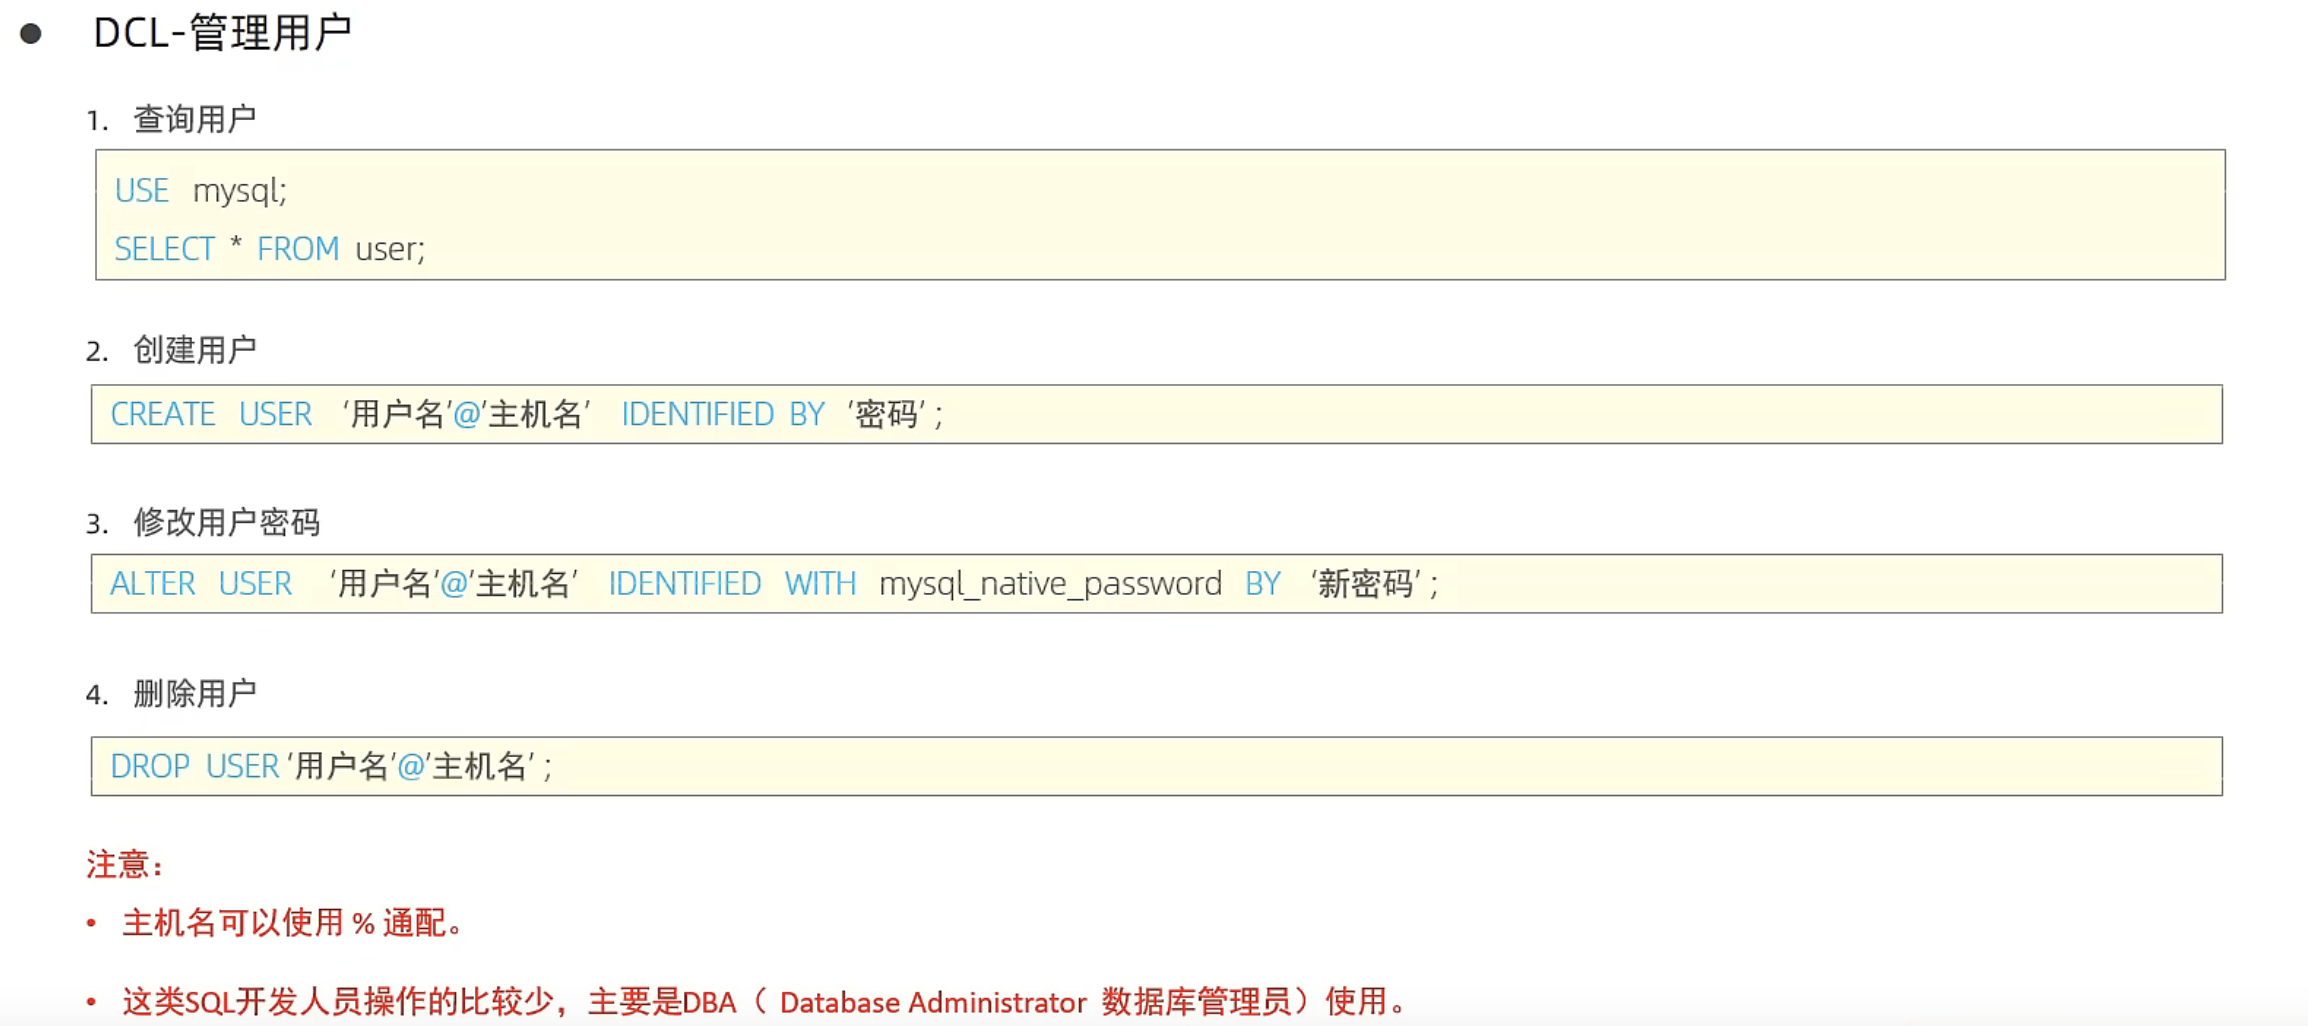 ● DCL-管理用户
1. 查询用户
USE mysql;
SELECT * FROM user;
2. 创建用户
CREATE USER '用户名'@'主机名' IDENTIFIED BY '密码' ;
3. 修改用户密码
ALTER USER '用户名'@'主机名' IDENTIFIED WITH mysql_native_password BY '新密码' ;
4. 删除用户
DROP USER '用户名'@'主机名' ;
注意：
• 主机名可以使用 % 通配。
• 这类SQL开发人员操作的比较少，主要是DBA（ Database Administrator 数据库管理员）使用。